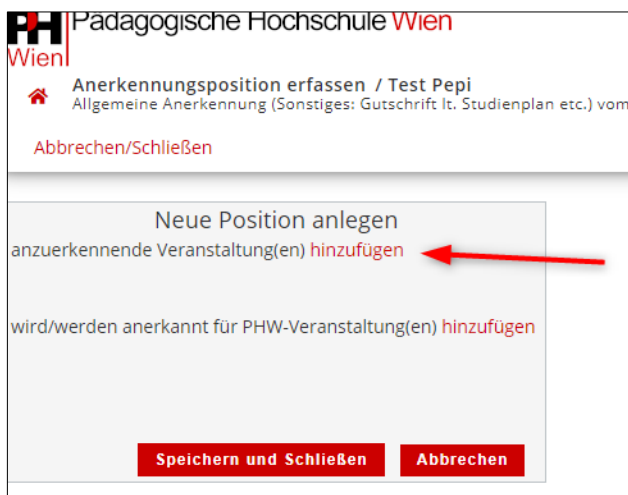 PH Pädagogische Hochschule Wien
Wien
Anerkennungsposition erfassen / Test Pepi
Allgemeine Anerkennung (Sonstiges: Gutschrift lt. Studienplan etc.) vom
Abbrechen/Schließen
Neue Position anlegen
anzuerkennende Veranstaltung(en) hinzufügen
wird/werden anerkannt für PHW-Veranstaltung(en) hinzufügen
Speichern und Schließen Abbrechen